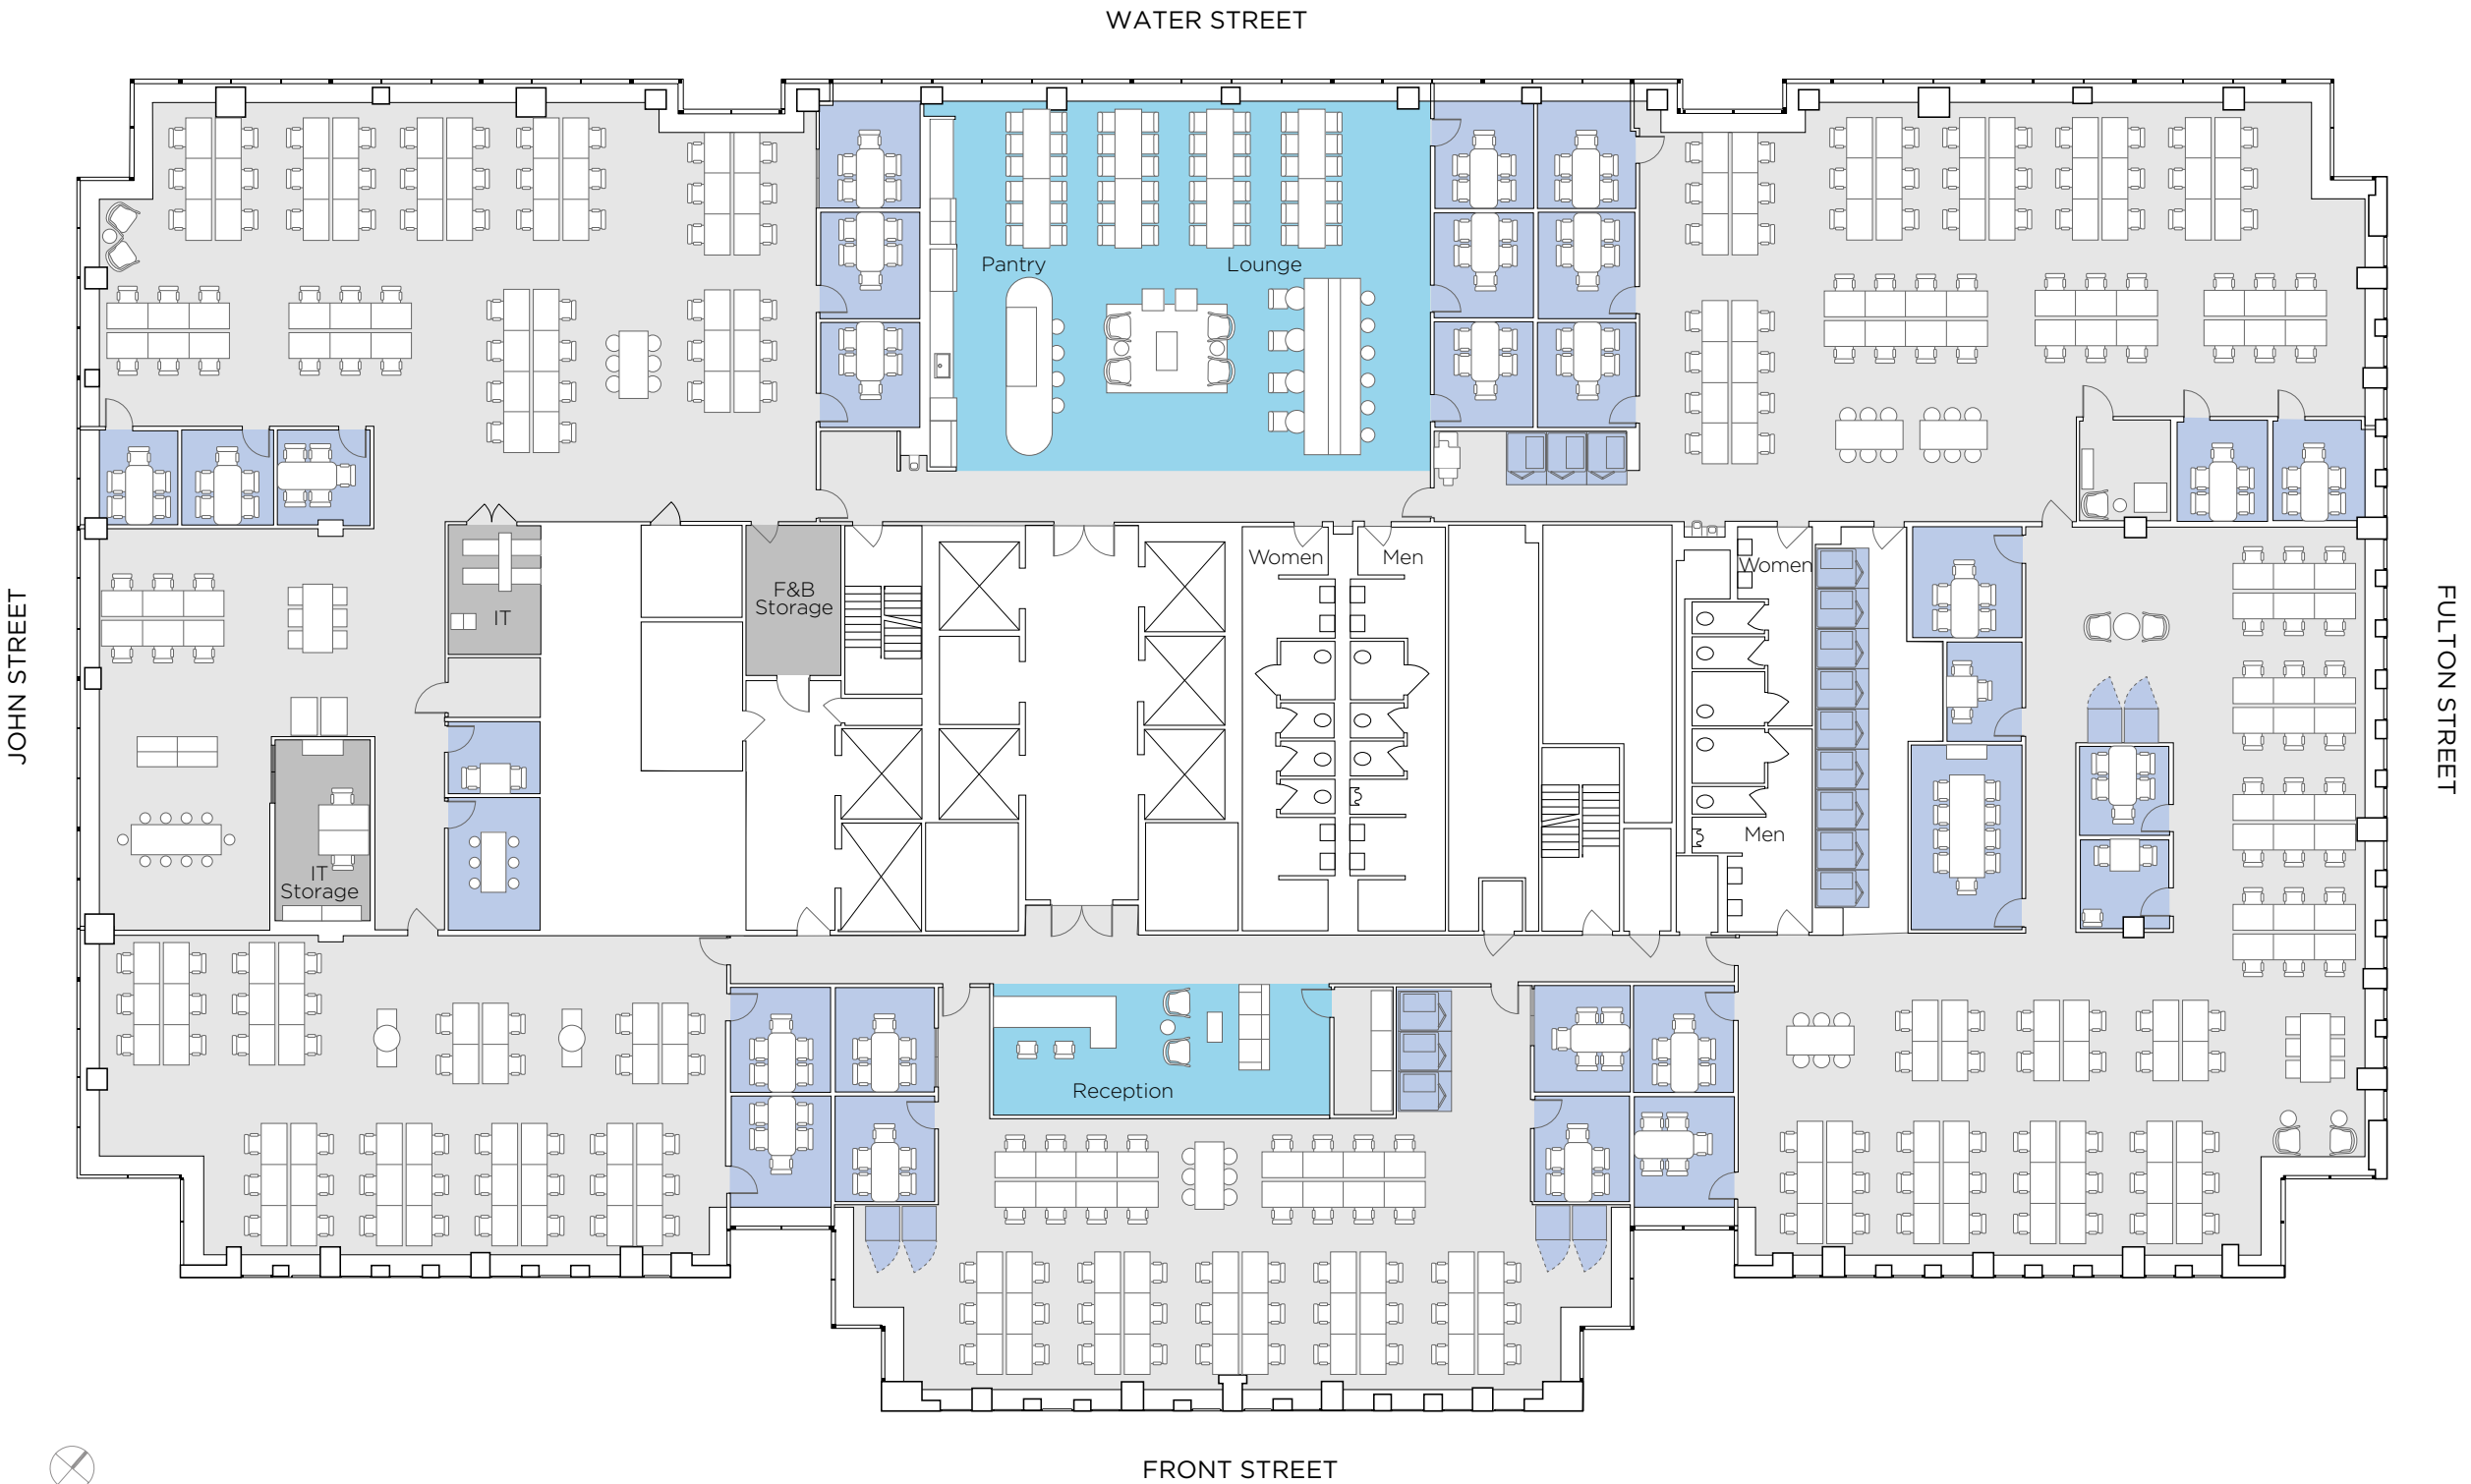 WATER STREET
Pantry
Lounge
Women
Men
Women
F&B
Storage
IT
JOHN STREET
FULTON STREET
Men
IT
Storage
Reception
FRONT STREET